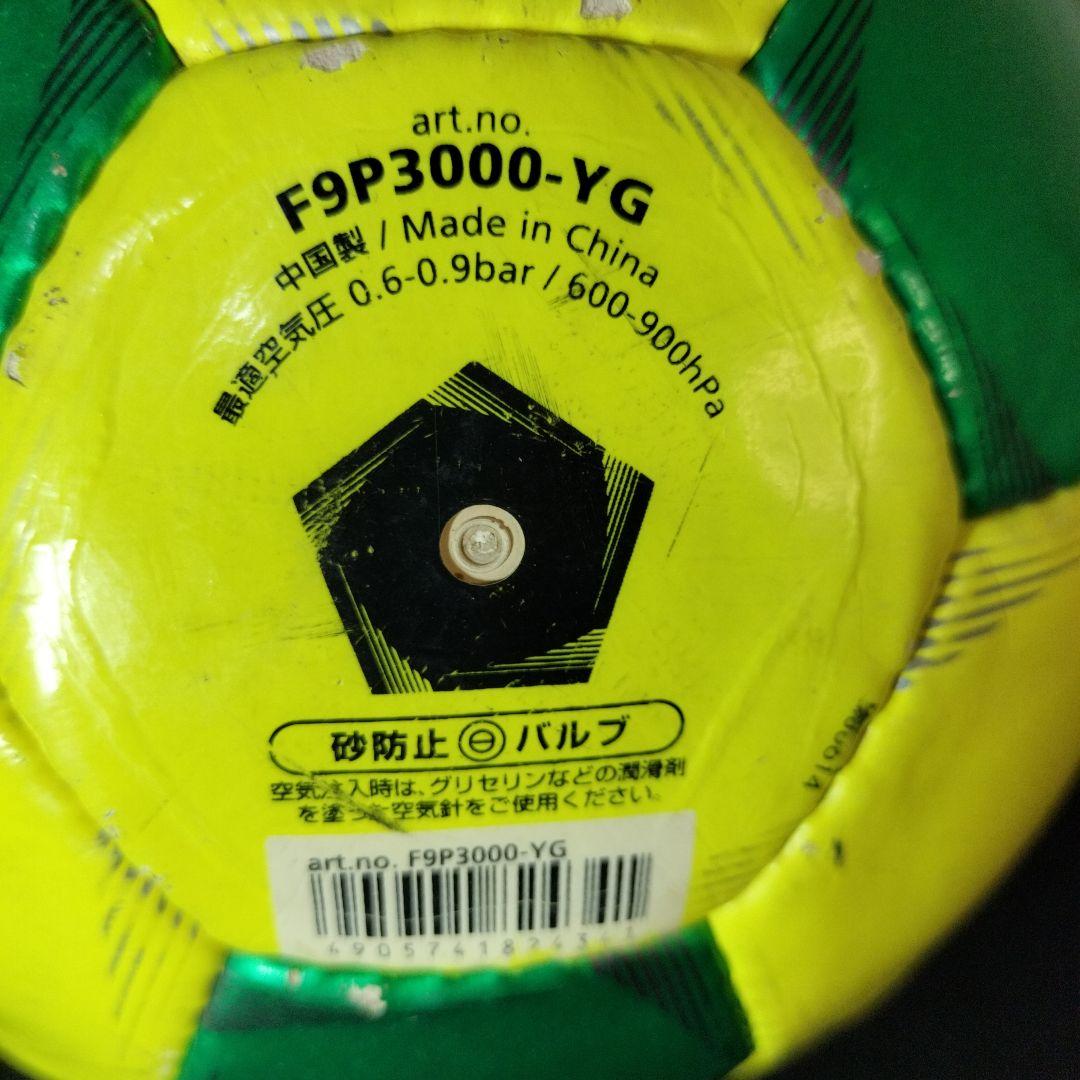 art.no.
F9P3000-YG
中国製 / Made in China
最適空気圧 0.6-0.9bar / 600-900hPa
砂防止 ⊖ バルブ
空気注入時は、グリセリンなどの潤滑剤
を塗った空気針をご使用ください。
art.no. F9P3000-YG